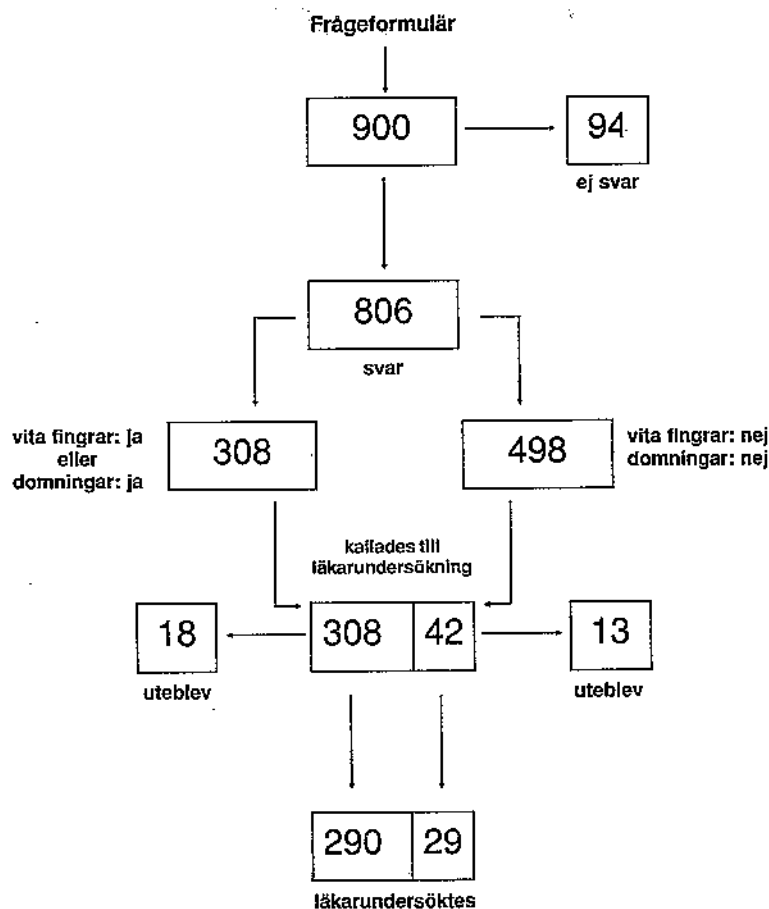 Frågeformulär
900
94
ej svar
806
svar
vita fingrar: ja
eller
domningar: ja
308
498
vita fingrar: nej
domningar: nej
kallades till
läkarundersökning
18
uteblev
308 42
13
uteblev
290 29
läkarundersöktes